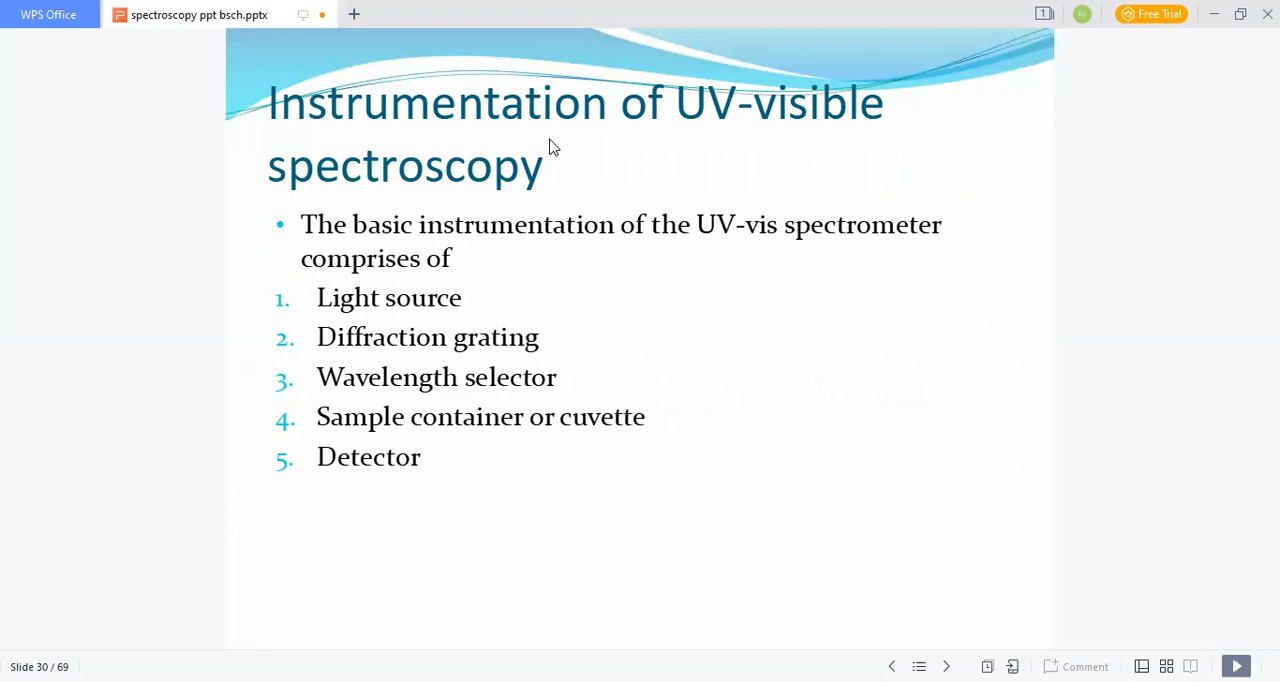 WPS Office
spectroscopy ppt bsch.pptx
1
Free Trial
Instrumentation of UV-visible
spectroscopy
• The basic instrumentation of the UV-vis spectrometer
comprises of
1. Light source
2. Diffraction grating
3. Wavelength selector
4. Sample container or cuvette
5. Detector
Slide 30 / 69
Comment